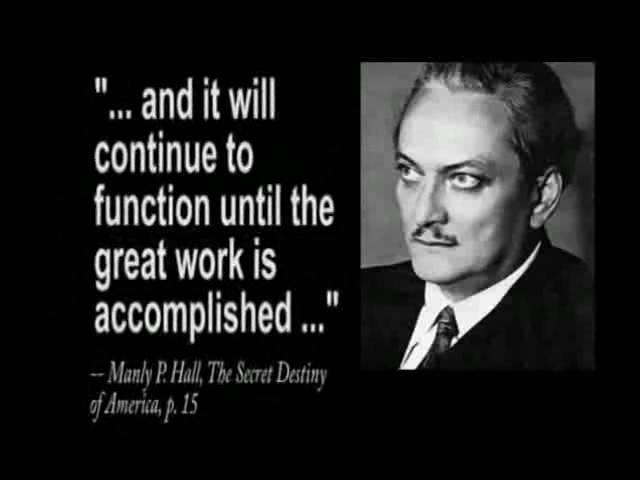 "... and it will
continue to
function until the
great work is
accomplished ..."
-- Manly P. Hall, The Secret Destiny
of America, p. 15